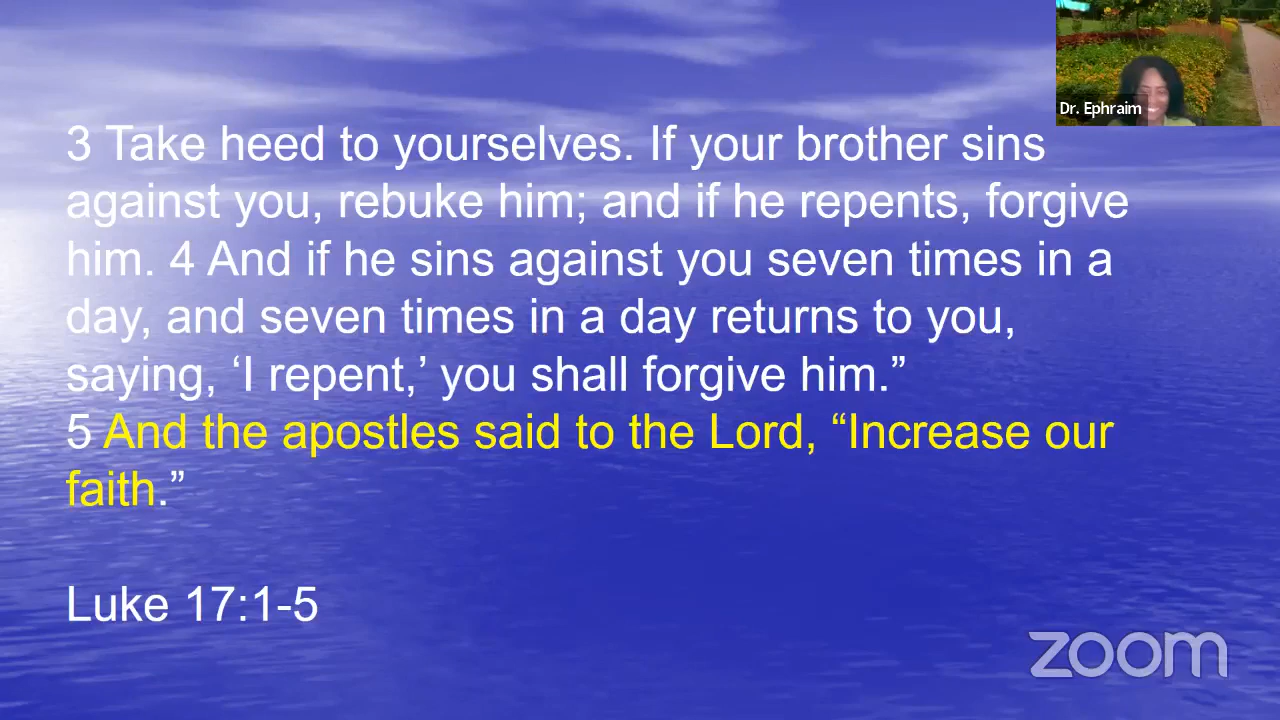 Dr. Ephraim
3 Take heed to yourselves. If your brother sins
against you, rebuke him; and if he repents, forgive
him. 4 And if he sins against you seven times in a
day, and seven times in a day returns to you,
saying, ‘I repent,’ you shall forgive him.”
5 And the apostles said to the Lord, “Increase our
faith.”
Luke 17:1-5
zoom